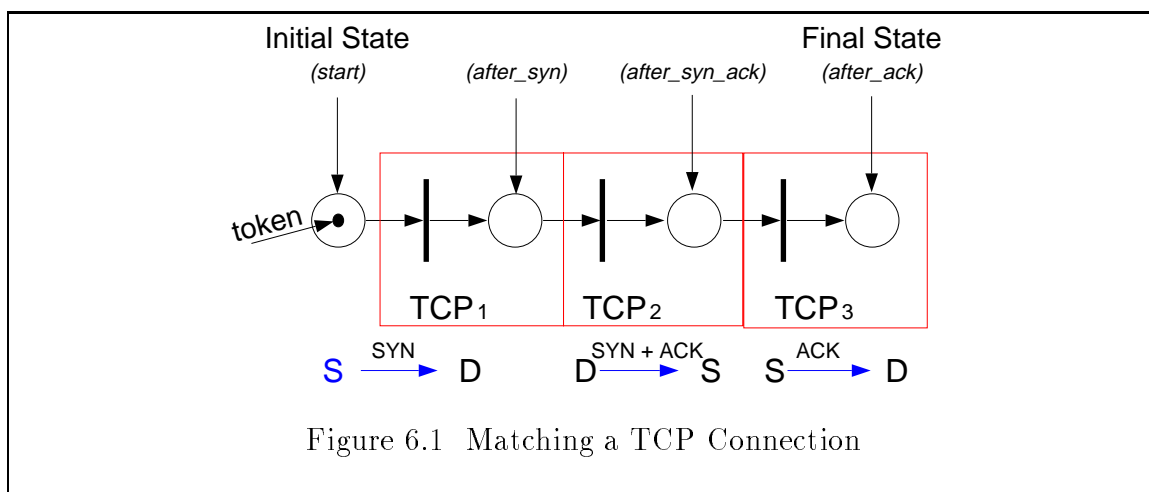 Initial State Final State
(start) (after_syn) (after_syn_ack) (after_ack)
token
TCP1 TCP2 TCP3
S SYN D D SYN + ACK S S ACK D
Figure 6.1 Matching a TCP Connection